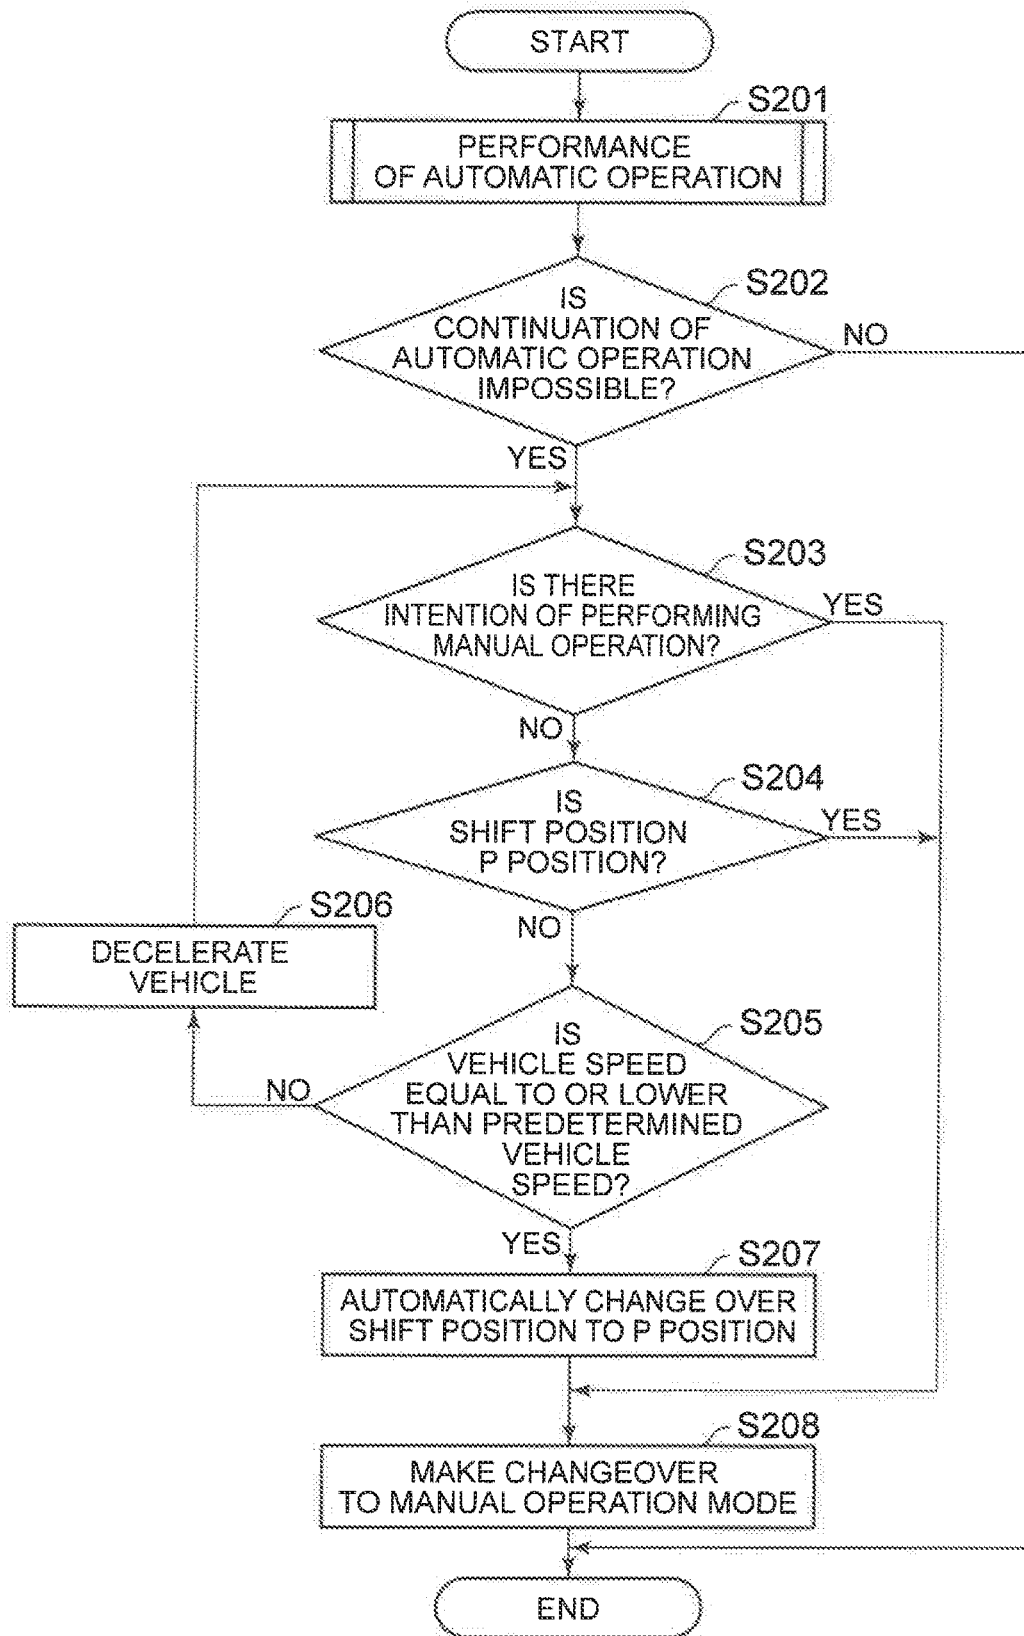 START
S201
PERFORMANCE
OF AUTOMATIC OPERATION
S202
IS
CONTINUATION OF
AUTOMATIC OPERATION
IMPOSSIBLE?
NO
YES
S203
IS THERE
INTENTION OF PERFORMING
MANUAL OPERATION?
YES
NO
S204
IS
SHIFT POSITION
P POSITION?
YES
NO
S206
DECELERATE
VEHICLE
S205
IS
VEHICLE SPEED
EQUAL TO OR LOWER
THAN PREDETERMINED
VEHICLE
SPEED?
NO
YES
S207
AUTOMATICALLY CHANGE OVER
SHIFT POSITION TO P POSITION
S208
MAKE CHANGEOVER
TO MANUAL OPERATION MODE
END